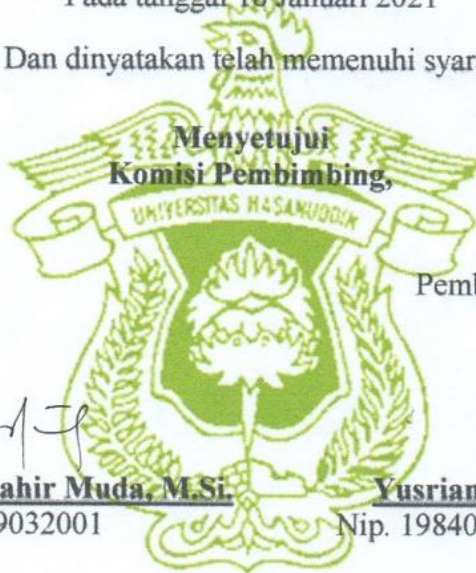 Pada tanggal 18 Januari 2021
Dan dinyatakan telah memenuhi syar
Menyetujui
Komisi Pembimbing,
UNIVERSITAS HASANUDDIN
Pemb
ahir Muda, M.Si.
Yusrian
9032001
Nip. 19840